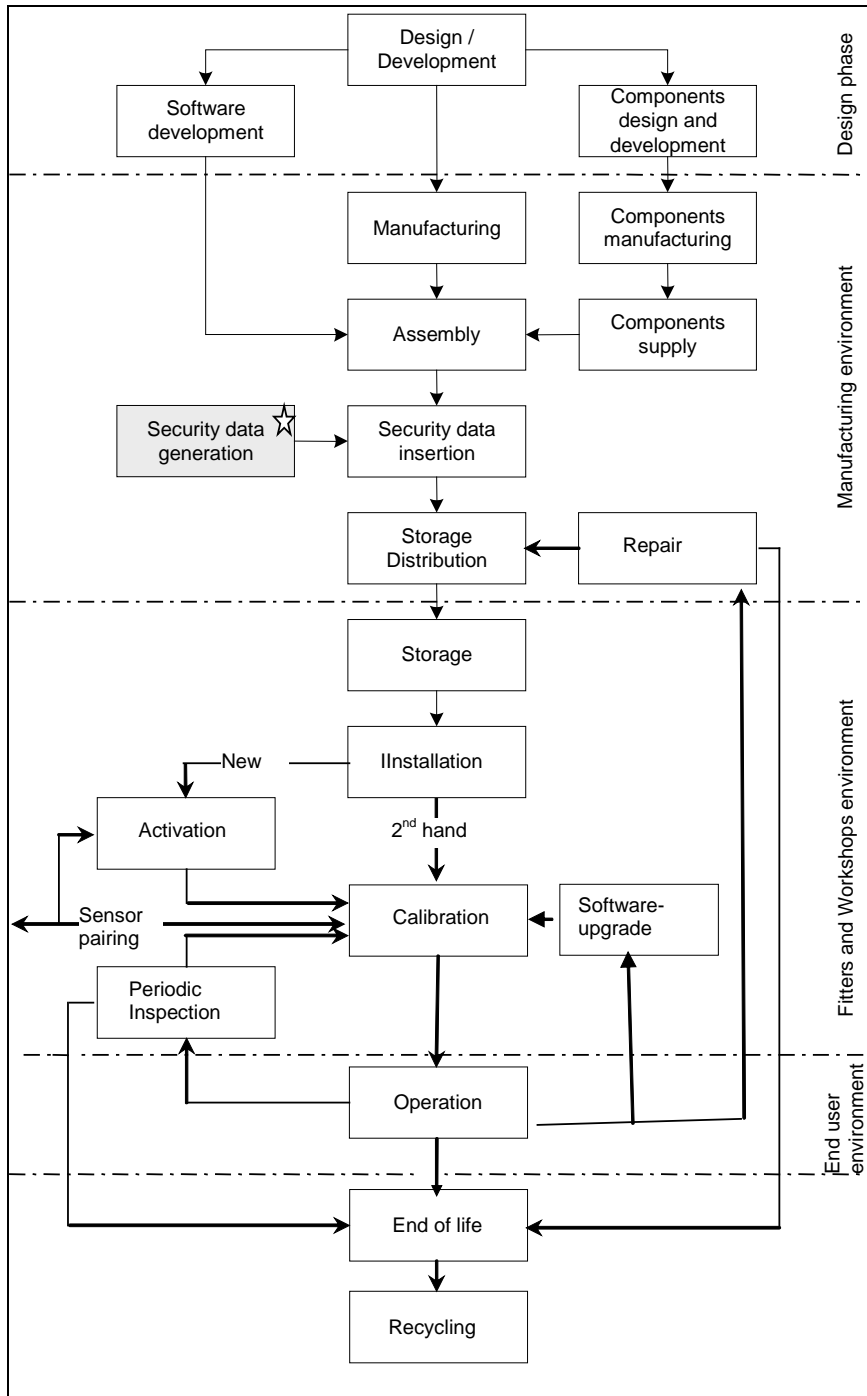 Design /
Development
Software
development
Components
design and
development
Design phase
Manufacturing
Components
manufacturing
Assembly
Components
supply
Manufacturing environment
Security data
generation
Security data
insertion
Storage
Distribution
Repair
Storage
New
IInstallation
Activation
2nd hand
Sensor
pairing
Calibration
Software-
upgrade
Fitters and Workshops environment
Periodic
Inspection
Operation
End user
environment
End of life
Recycling